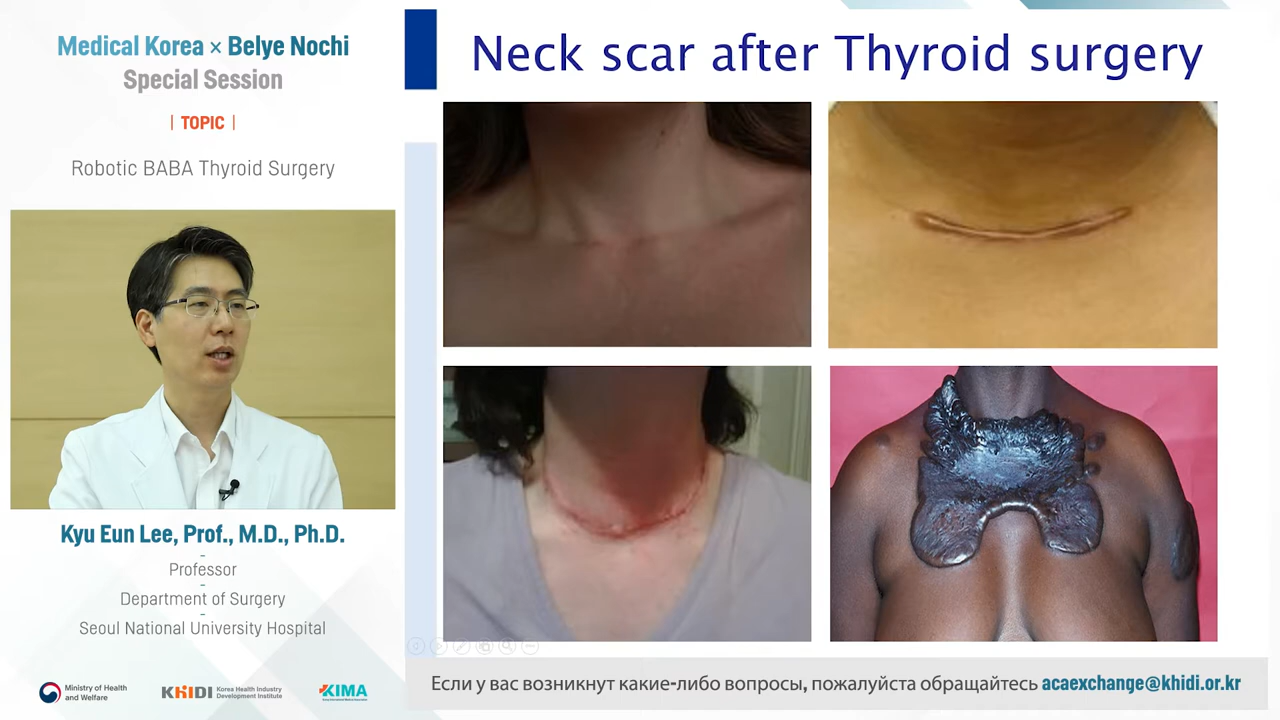 Medical Korea × Belye Nochi
Special Session
| TOPIC |
Robotic BABA Thyroid Surgery
Kyu Eun Lee, Prof., M.D., Ph.D.
-
Professor
-
Department of Surgery
-
Seoul National University Hospital
Ministry of Health
and Welfare
KHIDI Korea Health Industry
Development Institute
KIMA
Neck scar after Thyroid surgery
Если у вас возникнут какие-либо вопросы, пожалуйста обращайтесь acaexchange@khidi.or.kr